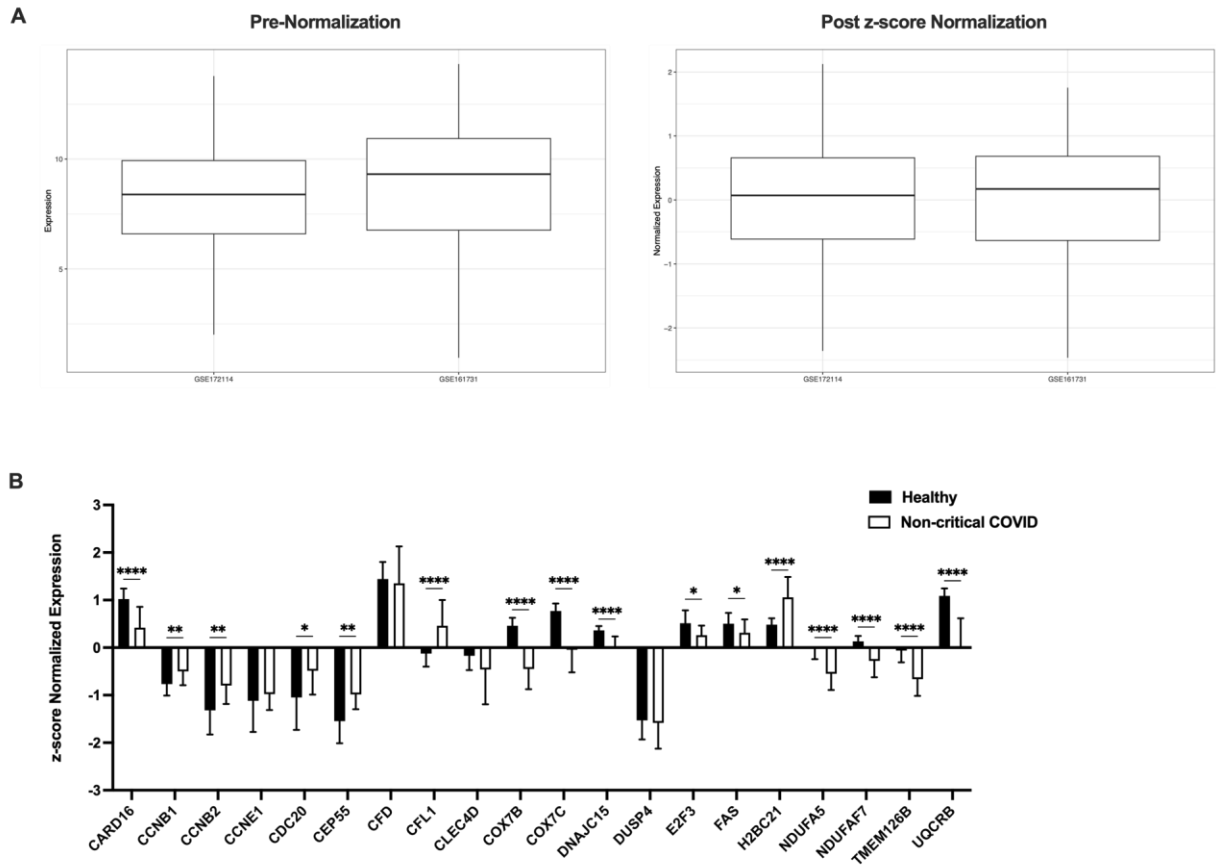 A
Pre-Normalization
Post z-score Normalization
Expression
10
5
GSE172114
GSE161731
Normalized Expression
2
1
0
−1
−2
GSE172114
GSE161731
B
z-score Normalized Expression
3
2
1
0
-1
-2
-3
Healthy
Non-critical COVID
****
**
**
*
**
****
****
****
****
*
*
****
****
****
****
****
CARD16
CCNB1
CCNB2
CCNE1
CDC20
CEP55
CFD
CFL1
CLEC4D
COX7B
COX7C
DNAJC15
DUSP4
E2F3
FAS
H2BC21
NDUFA5
NDUFAF7
TMEM126B
UQCRB